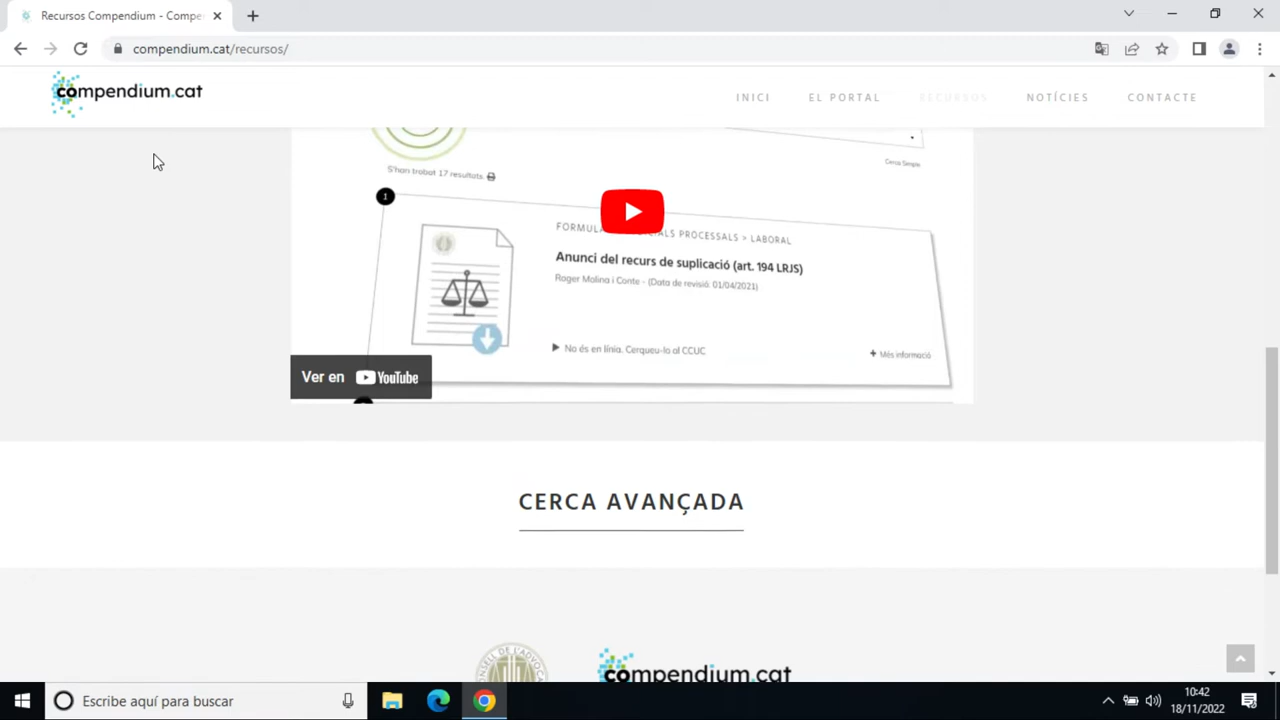 Recursos Compendium - Compe
compendium.cat/recursos/
compendium.cat
INICI
EL PORTAL
RECURSOS
NOTÍCIES
CONTACTE
Cerca Simple
S'han trobat 17 resultats.
1
LABORAL
Anunci del recurs de suplicació (art. 194 LRJS)
Roger Molina i Conte - (Data de revisió: 01/04/2021)
No és en línia. Cerqueu-lo al CCUC
Més informació
Ver en YouTube
CERCA AVANÇADA
compendium.cat
Escribe aquí para buscar
10:42
18/11/2022